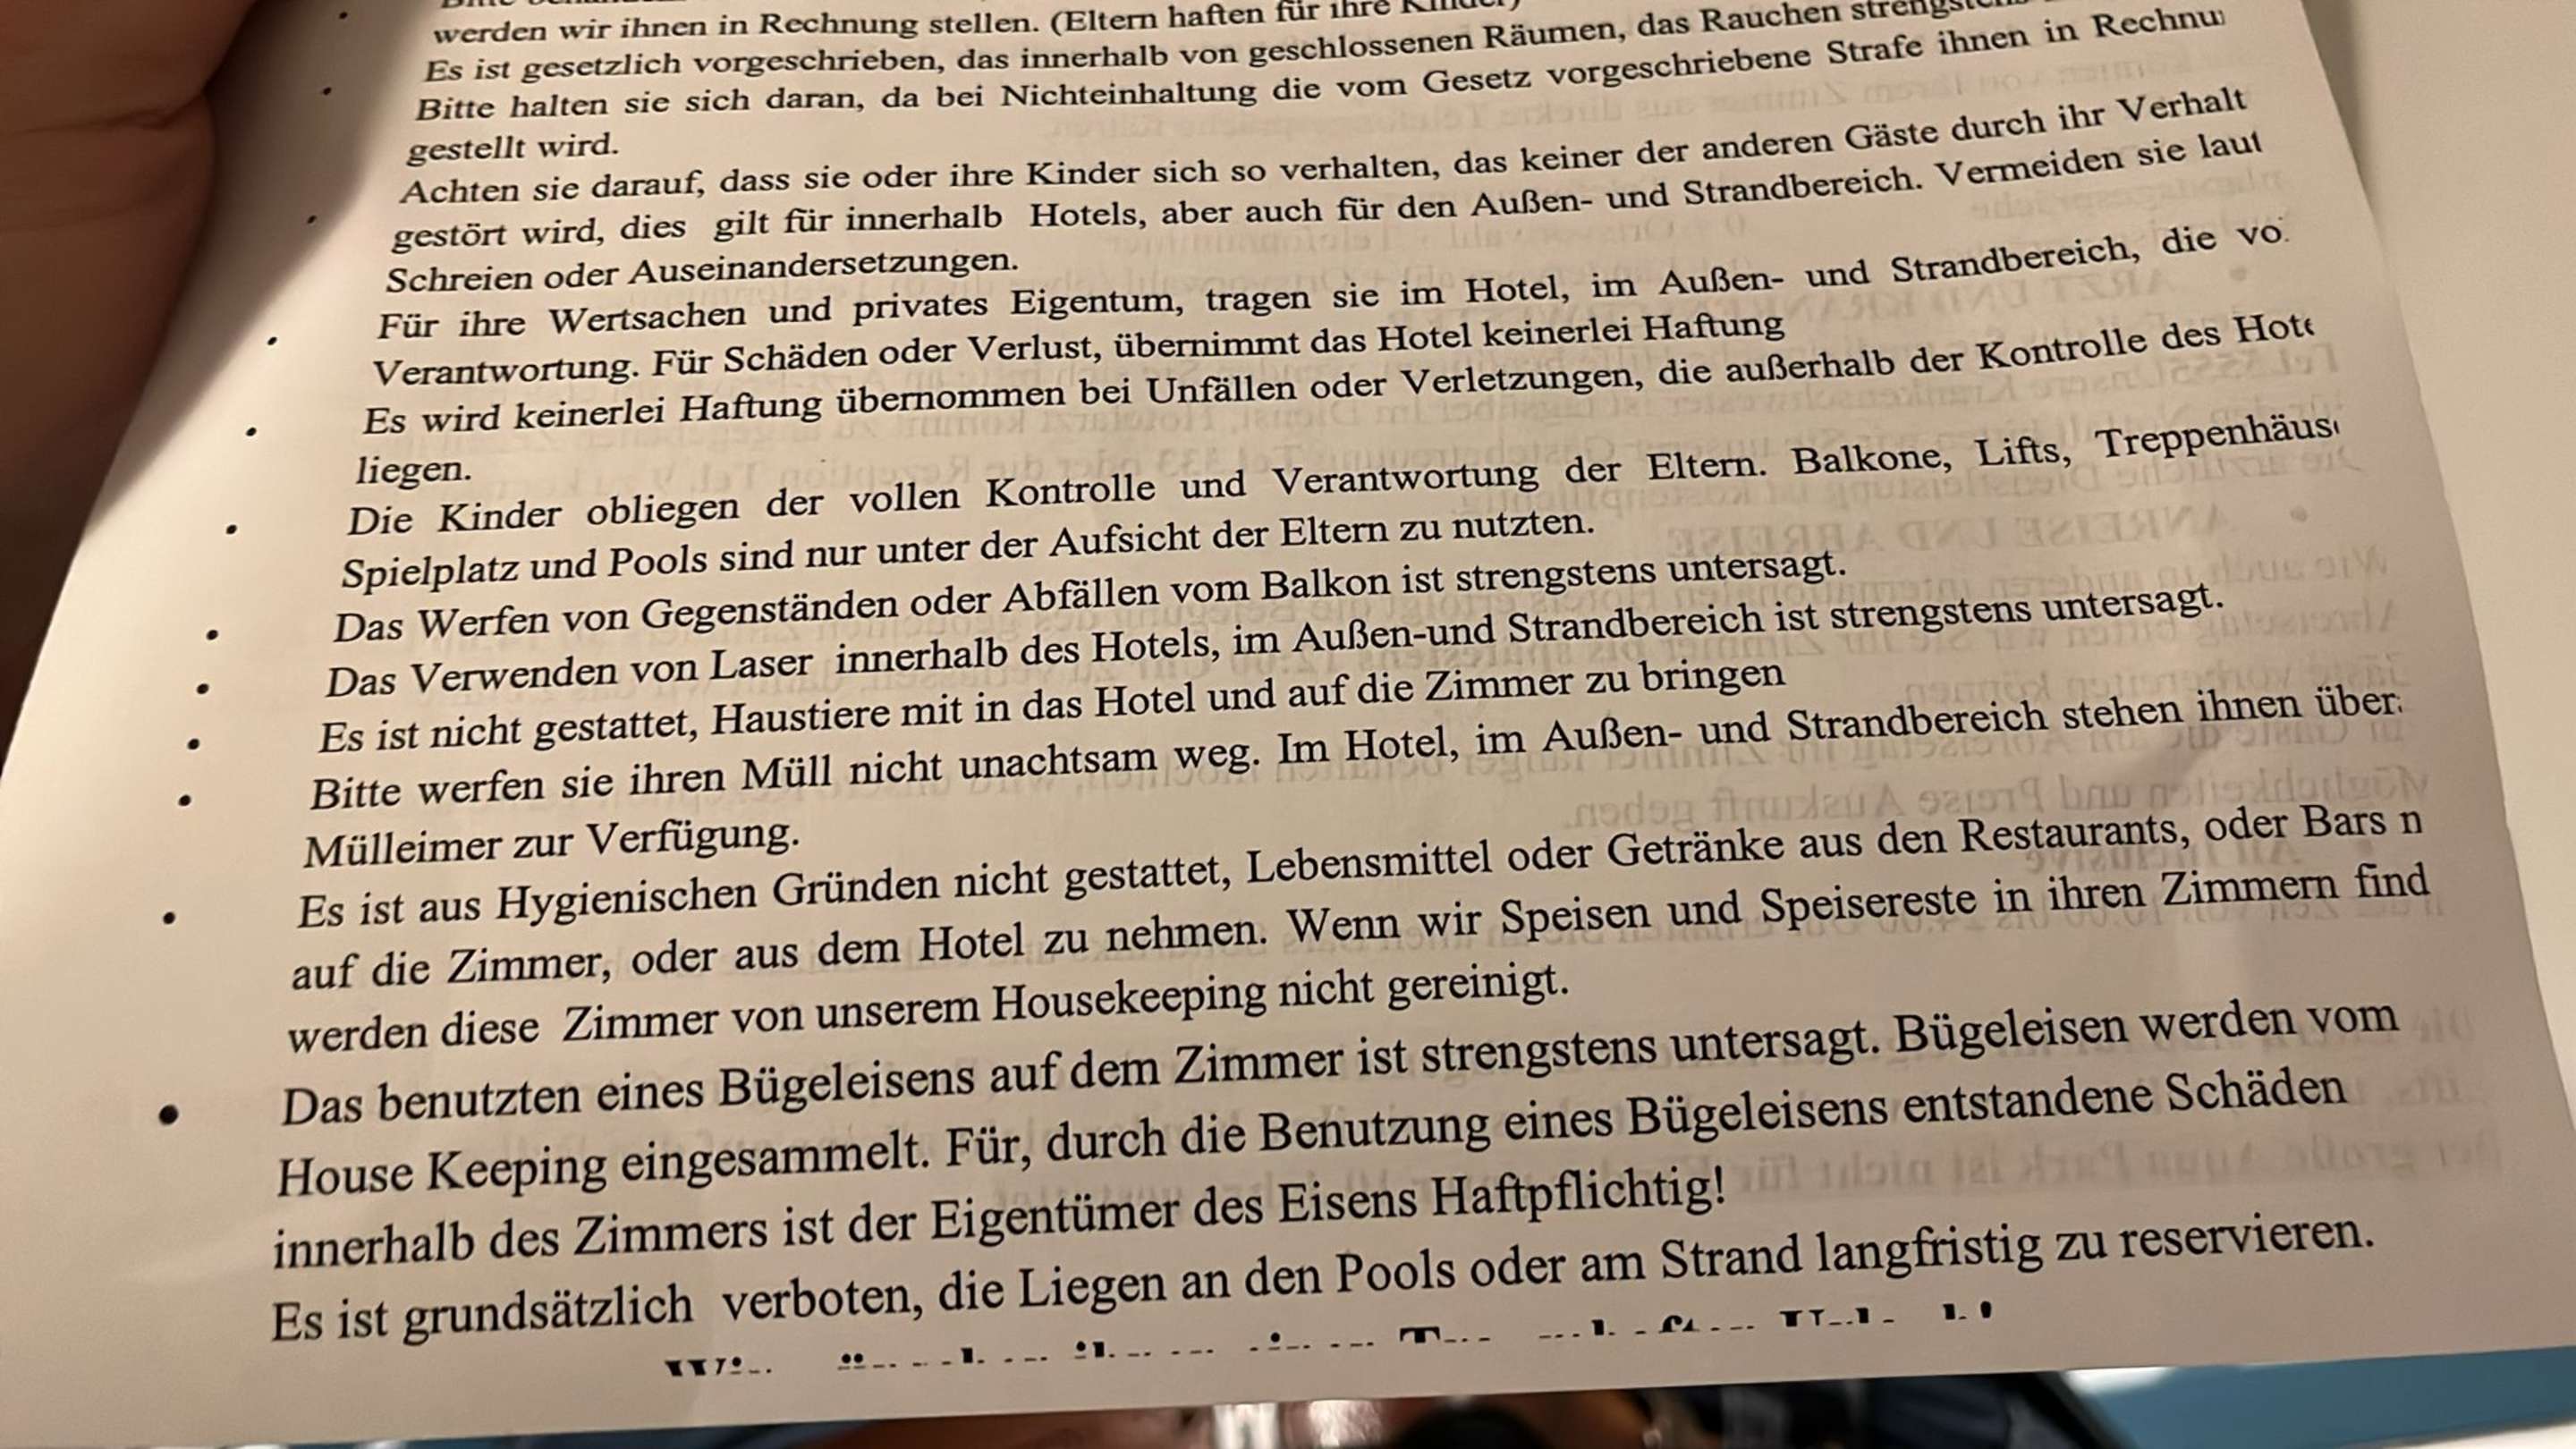 werden wir ihnen in Rechnung stellen. (Eltern haften für ihre Kinder)
Es ist gesetzlich vorgeschrieben, das innerhalb von geschlossenen Räumen, das Rauchen
Bitte halten sie sich daran, da bei Nichteinhaltung die vom Gesetz vorgeschriebene Strafe ihnen in Rechnu
gestellt wird.
Achten sie darauf, dass sie oder ihre Kinder sich so verhalten, das keiner der anderen Gäste durch ihr Verhalt
gestört wird, dies gilt für innerhalb Hotels, aber auch für den Außen- und Strandbereich. Vermeiden sie laut
Schreien oder Auseinandersetzungen.
Für ihre Wertsachen und privates Eigentum, tragen sie im Hotel, im Außen- und Strandbereich, die vo
Verantwortung. Für Schäden oder Verlust, übernimmt das Hotel keinerlei Haftung
Es wird keinerlei Haftung übernommen bei Unfällen oder Verletzungen, die außerhalb der Kontrolle des Hote
liegen.
Die Kinder obliegen der vollen Kontrolle und Verantwortung der Eltern. Balkone, Lifts, Treppenhäus
Spielplatz und Pools sind nur unter der Aufsicht der Eltern zu nutzten.
Das Werfen von Gegenständen oder Abfällen vom Balkon ist strengstens untersagt.
Das Verwenden von Laser innerhalb des Hotels, im Außen-und Strandbereich ist strengstens untersagt.
Es ist nicht gestattet, Haustiere mit in das Hotel und auf die Zimmer zu bringen
Bitte werfen sie ihren Müll nicht unachtsam weg. Im Hotel, im Außen- und Strandbereich stehen ihnen über
Mülleimer zur Verfügung.
Es ist aus Hygienischen Gründen nicht gestattet, Lebensmittel oder Getränke aus den Restaurants, oder Bars n
auf die Zimmer, oder aus dem Hotel zu nehmen. Wenn wir Speisen und Speisereste in ihren Zimmern find
werden diese Zimmer von unserem Housekeeping nicht gereinigt.
Das benutzten eines Bügeleisens auf dem Zimmer ist strengstens untersagt. Bügeleisen werden vom
House Keeping eingesammelt. Für, durch die Benutzung eines Bügeleisens entstandene Schäden
innerhalb des Zimmers ist der Eigentümer des Eisens Haftpflichtig!
Es ist grundsätzlich verboten, die Liegen an den Pools oder am Strand langfristig zu reservieren.